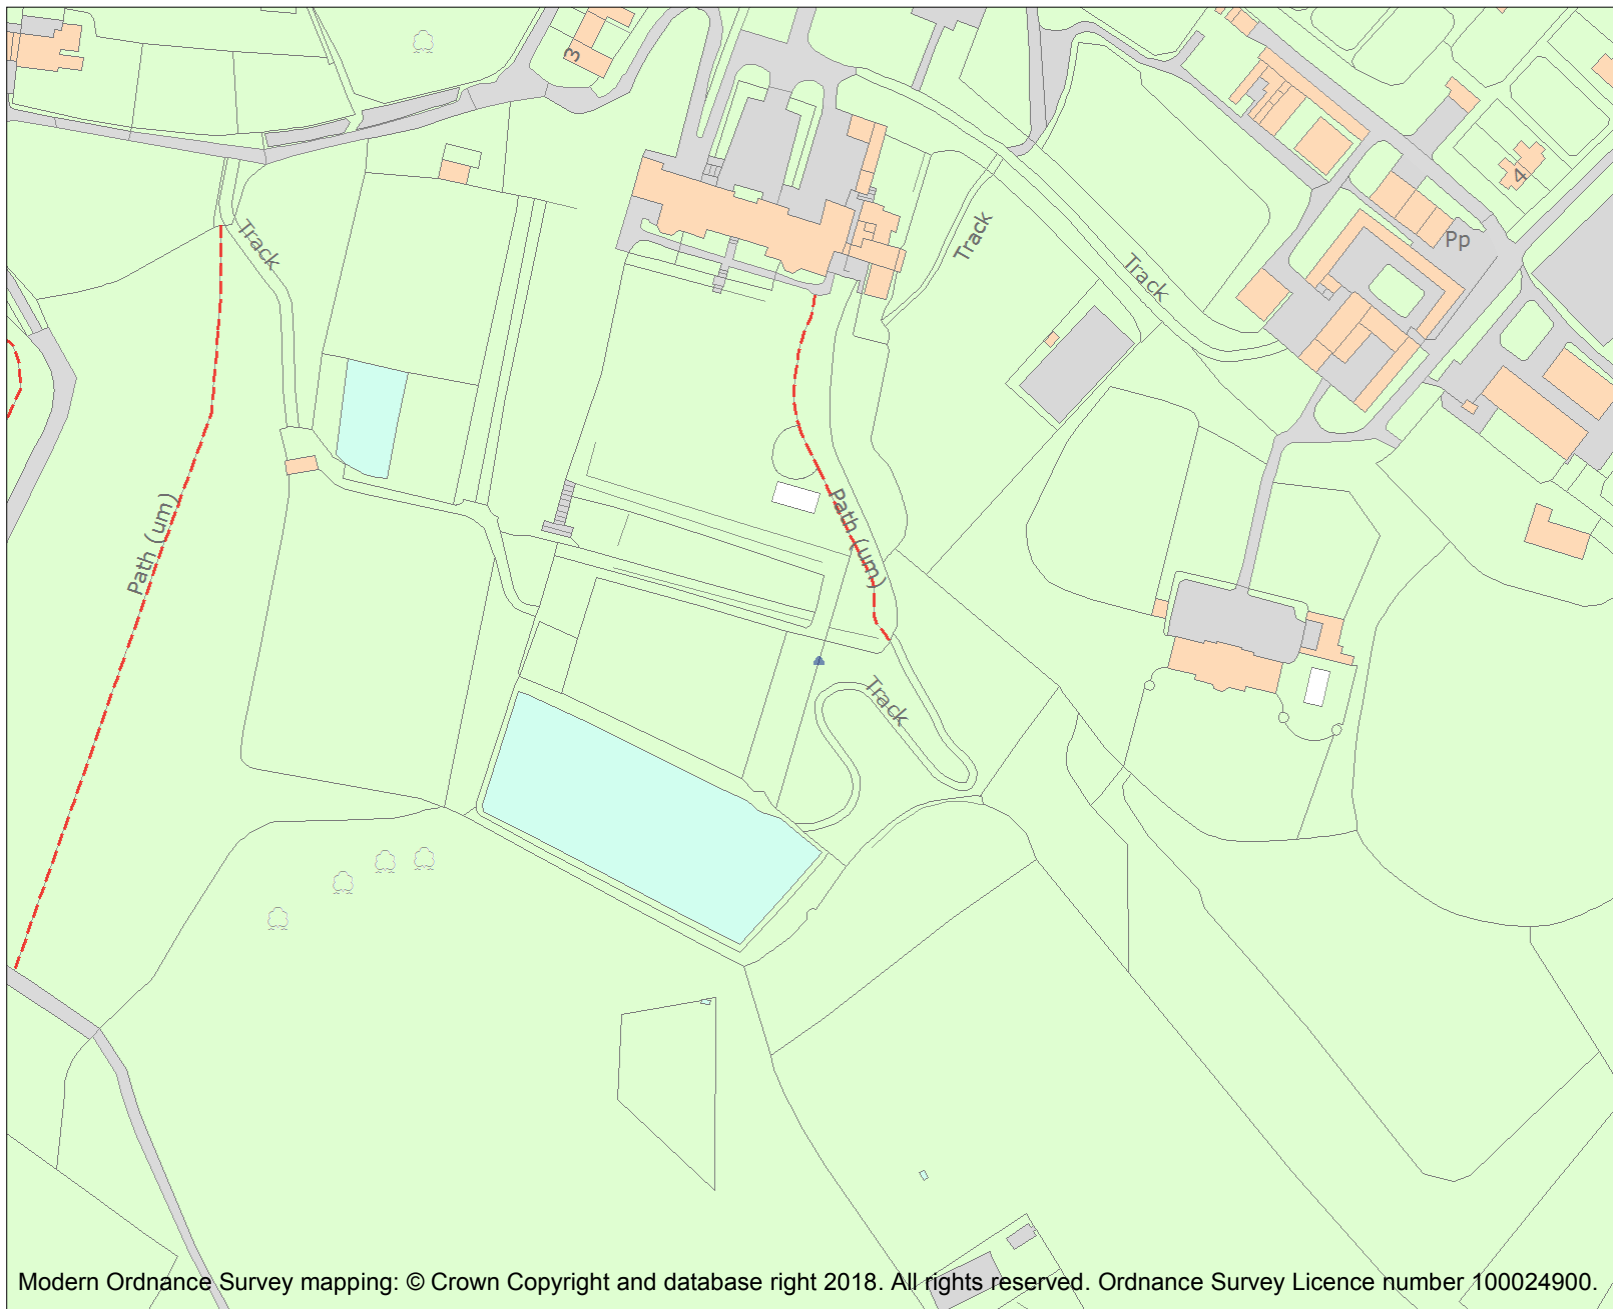 3
4
Track
Track
Track
Pp
Path (um)
Path (um)
Track
Modern Ordnance Survey mapping: © Crown Copyright and database right 2018. All rights reserved. Ordnance Survey Licence number 100024900.